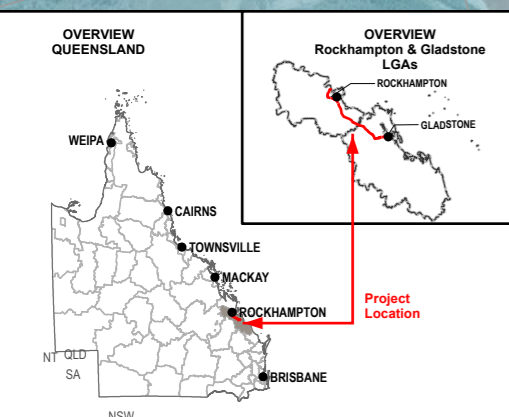 OVERVIEW
QUEENSLAND
WEIPA
CAIRNS
TOWNSVILLE
MACKAY
ROCKHAMPTON
BRISBANE
NT QLD
SA
NSW
OVERVIEW
Rockhampton & Gladstone
LGAs
ROCKHAMPTON
GLADSTONE
Project
Location